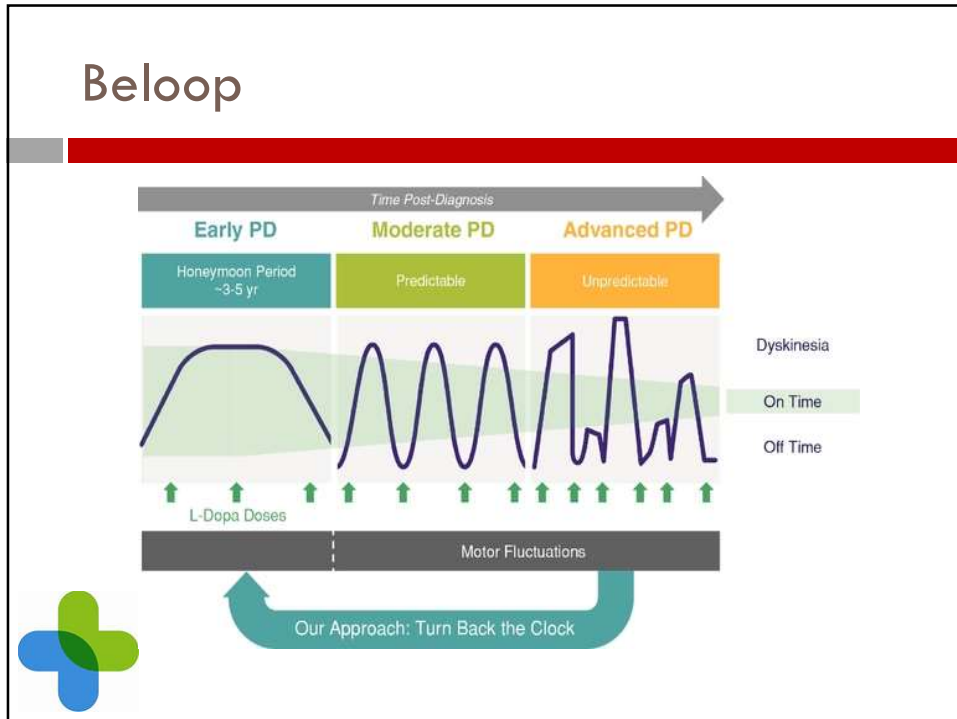 Beloop
Time Post-Diagnosis
Early PD
Moderate PD
Advanced PD
Honeymoon Period
~3-5 yr
Predictable
Unpredictable
Dyskinesia
On Time
Off Time
L-Dopa Doses
Motor Fluctuations
Our Approach: Turn Back the Clock